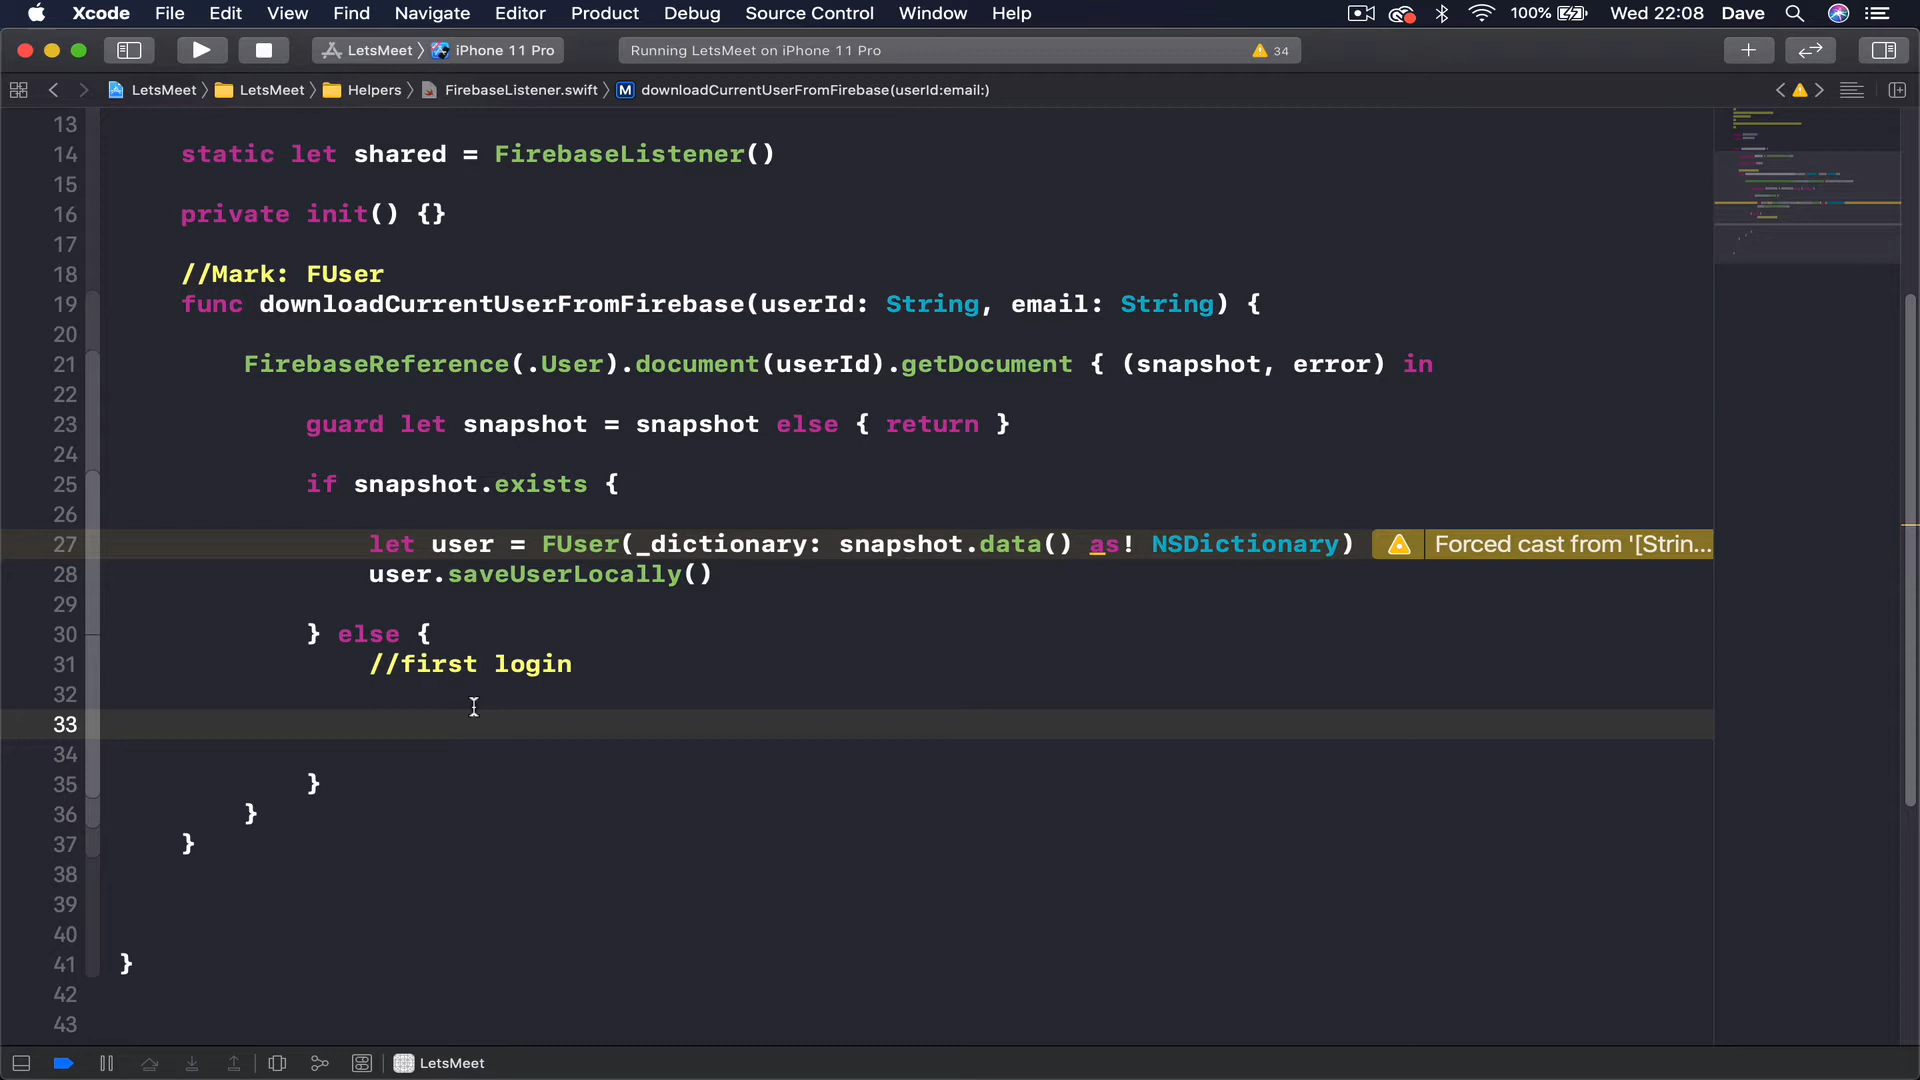 Xcode File Edit View Find Navigate Editor Product Debug Source Control Window Help 100% Wed 22:08 Dave
LetsMeet iPhone 11 Pro Running LetsMeet on iPhone 11 Pro 34
LetsMeet LetsMeet Helpers FirebaseListener.swift M downloadCurrentUserFromFirebase(userId:email:)
13
14 static let shared = FirebaseListener()
15
16 private init() {}
17
18 //Mark: FUser
19 func downloadCurrentUserFromFirebase(userId: String, email: String) {
20
21 FirebaseReference(.User).document(userId).getDocument { (snapshot, error) in
22
23 guard let snapshot = snapshot else { return }
24
25 if snapshot.exists {
26
27 let user = FUser(_dictionary: snapshot.data() as! NSDictionary) Forced cast from '[Strin...
28 user.saveUserLocally()
29
30 } else {
31 //first login
32
33
34
35 }
36 }
37 }
38
39
40
41 }
42
43
LetsMeet